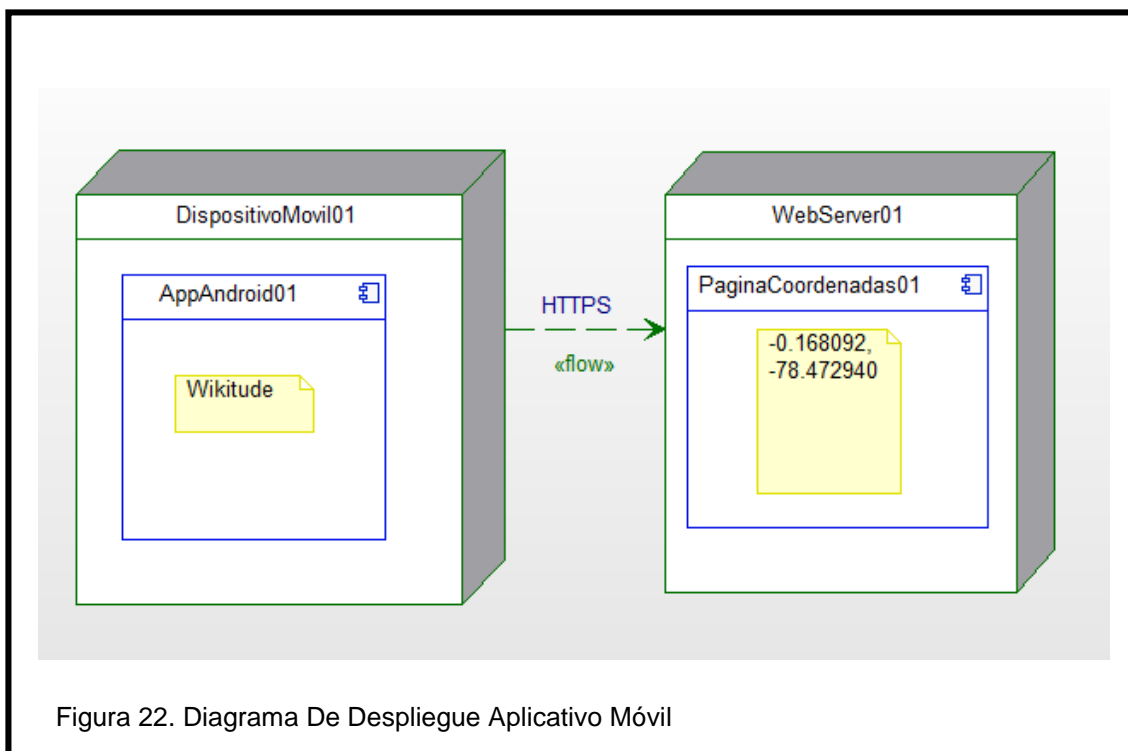 DispositivoMovil01
AppAndroid01
Wikitude
HTTPS
«flow»
WebServer01
PaginaCoordenadas01
-0.168092,
-78.472940
Figura 22. Diagrama De Despliegue Aplicativo Móvil